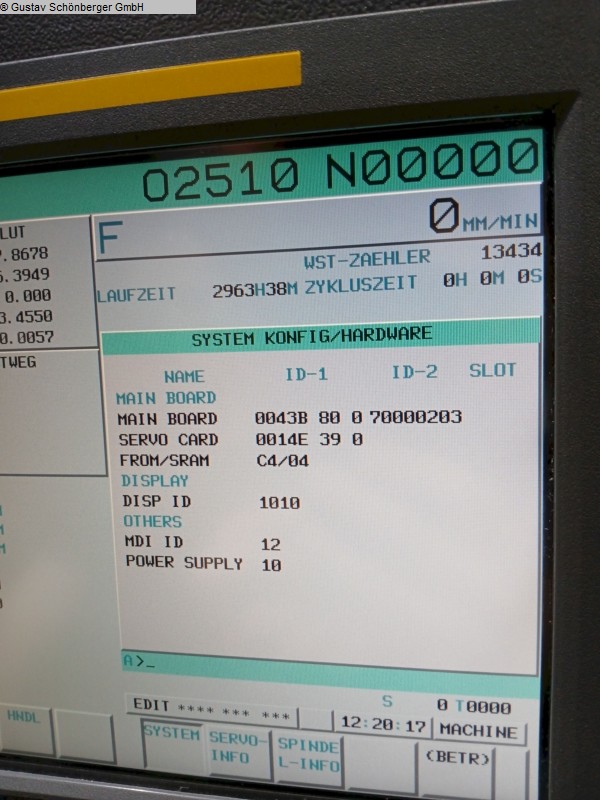 © Gustav Schönberger GmbH
O2510 N00000
F 0 MM/MIN
WST-ZAEHLER 13434
LAUFZEIT 2963H38M ZYKLUSZEIT 0H 0M 0S
.8678
.3949
0.000
3.4550
0.0057
SYSTEM KONFIG/HARDWARE
NAME ID-1 ID-2 SLOT
MAIN BOARD
MAIN BOARD 0043B 80 0 70000203
SERVO CARD 0014E 39 0
FROM/SRAM C4/04
DISPLAY
DISP ID 1010
OTHERS
MDI ID 12
POWER SUPPLY 10
A>_
S 0 T0000
EDIT **** *** ***
12:20:17 MACHINE
HNDL
SYSTEM SERVO-INFO SPINDEL-INFO (BETR)